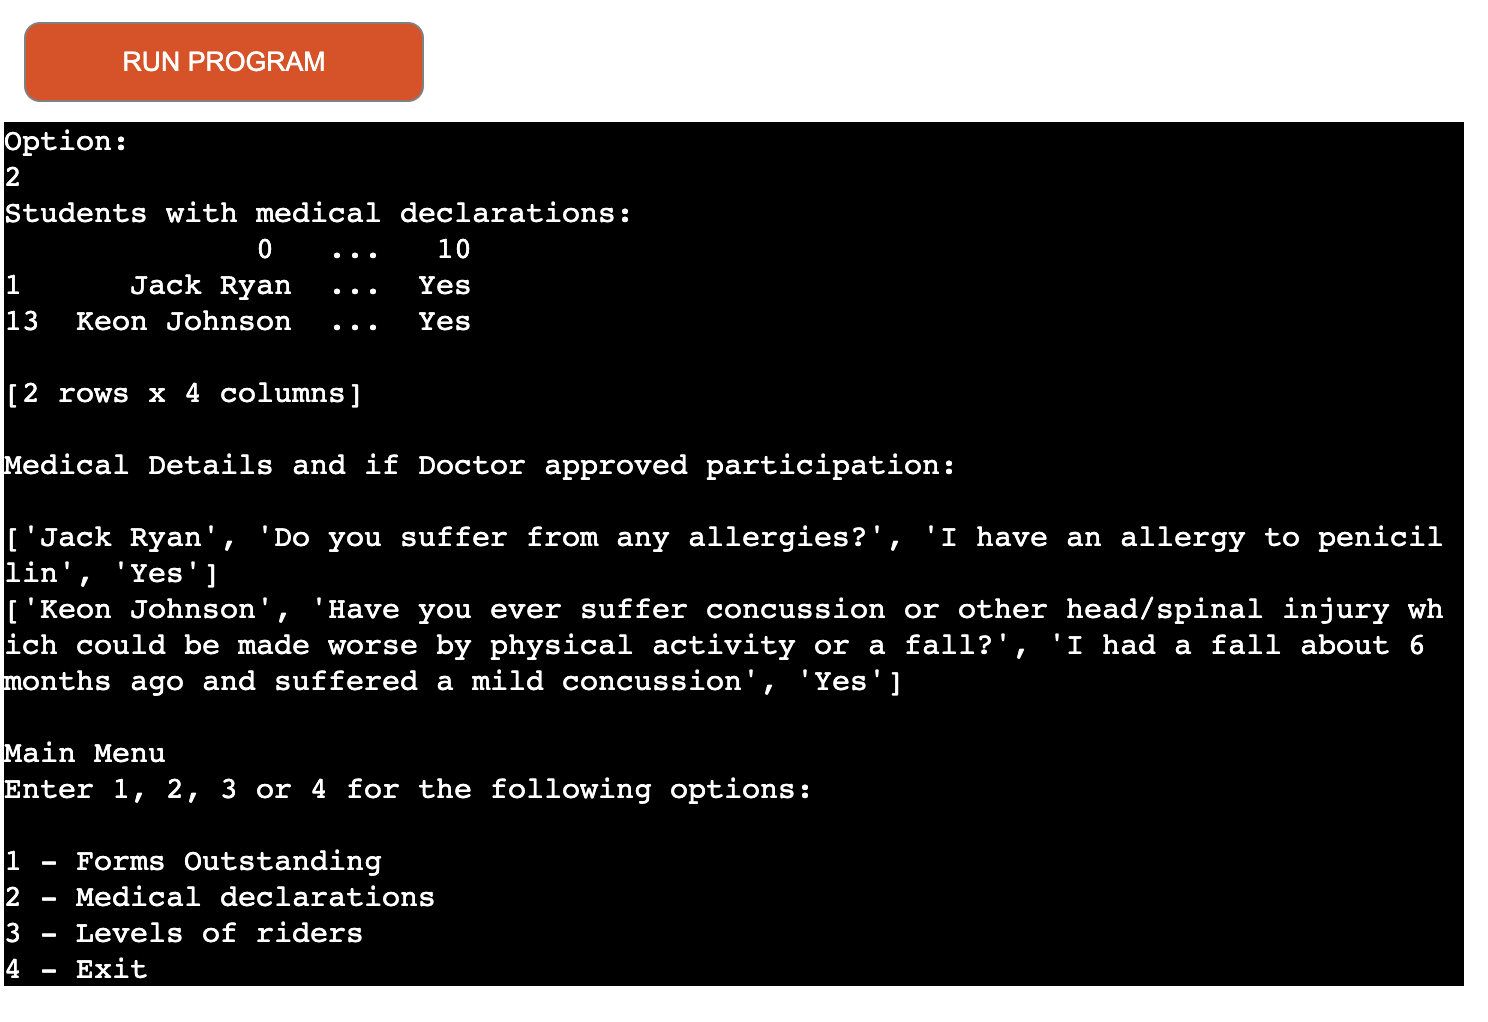 RUN PROGRAM
Option:
2
Students with medical declarations:
0 ... 10
1 Jack Ryan ... Yes
13 Keon Johnson ... Yes
[2 rows x 4 columns]
Medical Details and if Doctor approved participation:
['Jack Ryan', 'Do you suffer from any allergies?', 'I have an allergy to penicil
lin', 'Yes']
['Keon Johnson', 'Have you ever suffer concussion or other head/spinal injury wh
ich could be made worse by physical activity or a fall?', 'I had a fall about 6
months ago and suffered a mild concussion', 'Yes']
Main Menu
Enter 1, 2, 3 or 4 for the following options:
1 - Forms Outstanding
2 - Medical declarations
3 - Levels of riders
4 - Exit